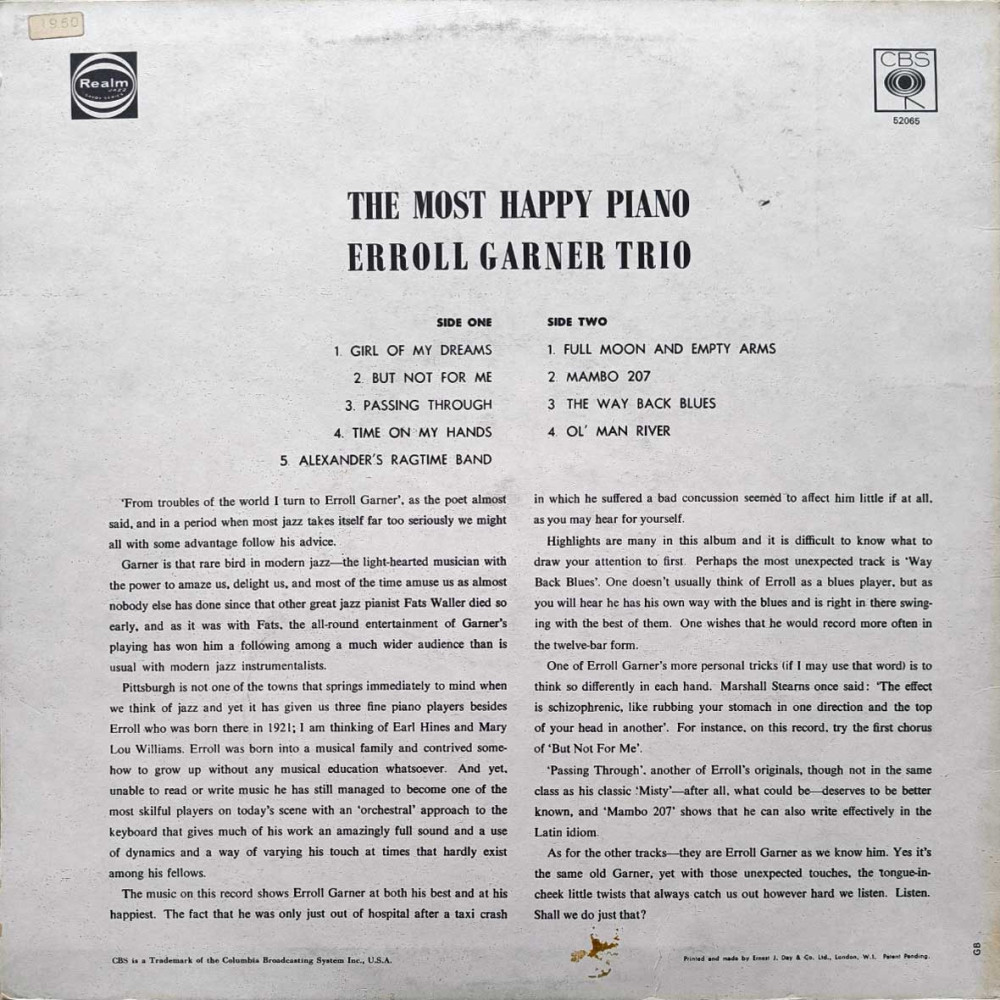 1960
Realm
jazz
CBS
52065
THE MOST HAPPY PIANO
ERROLL GARNER TRIO
SIDE ONE
1. GIRL OF MY DREAMS
2. BUT NOT FOR ME
3. PASSING THROUGH
4. TIME ON MY HANDS
5. ALEXANDER'S RAGTIME BAND
SIDE TWO
1. FULL MOON AND EMPTY ARMS
2. MAMBO 207
3 THE WAY BACK BLUES
4. OL' MAN RIVER
'From troubles of the world I turn to Erroll Garner', as the poet almost
said, and in a period when most jazz takes itself far too seriously we might
all with some advantage follow his advice.
Garner is that rare bird in modern jazz—the light-hearted musician with
the power to amaze us, delight us, and most of the time amuse us as almost
nobody else has done since that other great jazz pianist Fats Waller died so
early, and as it was with Fats, the all-round entertainment of Garner's
playing has won him a following among a much wider audience than is
usual with modern jazz instrumentalists.
Pittsburgh is not one of the towns that springs immediately to mind when
we think of jazz and yet it has given us three fine piano players besides
Erroll who was born there in 1921; I am thinking of Earl Hines and Mary
Lou Williams. Erroll was born into a musical family and contrived some-
how to grow up without any musical education whatsoever. And yet,
unable to read or write music he has still managed to become one of the
most skilful players on today's scene with an 'orchestral' approach to the
keyboard that gives much of his work an amazingly full sound and a use
of dynamics and a way of varying his touch at times that hardly exist
among his fellows.
The music on this record shows Erroll Garner at both his best and at his
happiest. The fact that he was only just out of hospital after a taxi crash
in which he suffered a bad concussion seemed to affect him little if at all,
as you may hear for yourself.
Highlights are many in this album and it is difficult to know what to
draw your attention to first. Perhaps the most unexpected track is 'Way
Back Blues'. One doesn't usually think of Erroll as a blues player, but as
you will hear he has his own way with the blues and is right in there swing-
ing with the best of them. One wishes that he would record more often in
the twelve-bar form.
One of Erroll Garner's more personal tricks (if I may use that word) is to
think so differently in each hand. Marshall Stearns once said: 'The effect
is schizophrenic, like rubbing your stomach in one direction and the top
of your head in another'. For instance, on this record, try the first chorus
of 'But Not For Me'.
'Passing Through', another of Erroll's originals, though not in the same
class as his classic 'Misty'—after all, what could be—deserves to be better
known, and 'Mambo 207' shows that he can also write effectively in the
Latin idiom.
As for the other tracks—they are Erroll Garner as we know him. Yes it's
the same old Garner, yet with those unexpected touches, the tongue-in-
cheek little twists that always catch us out however hard we listen. Listen.
Shall we do just that?
CBS is a Trademark of the Columbia Broadcasting System Inc., U.S.A.
Printed and made by Ernest J. Day & Co. Ltd., London, W.1. Patent Pending.
GB